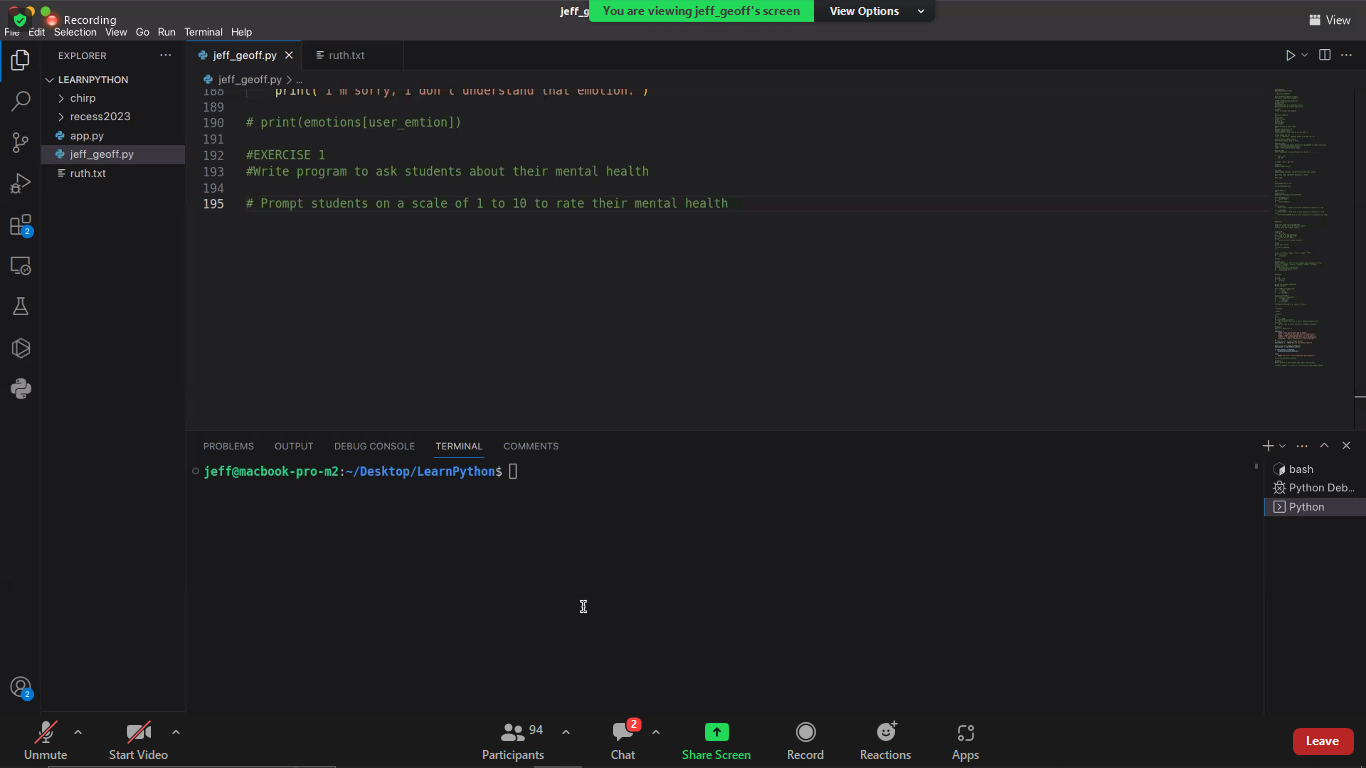 Recording
jeff_g
You are viewing jeff_geoff's screen
View Options
View
File Edit Selection View Go Run Terminal Help
EXPLORER
LEARNPYTHON
chirp
recess2023
app.py
jeff_geoff.py
ruth.txt
jeff_geoff.py
ruth.txt
jeff_geoff.py > ...
188 print("I'm sorry, I don't understand that emotion.")
189
190 # print(emotions[user_emtion])
191
192 #EXERCISE 1
193 #Write program to ask students about their mental health
194
195 # Prompt students on a scale of 1 to 10 to rate their mental health
2
2
PROBLEMS OUTPUT DEBUG CONSOLE TERMINAL COMMENTS
jeff@macbook-pro-m2:~/Desktop/LearnPython$
bash
Python Deb...
Python
Unmute
Start Video
94
Participants
2
Chat
Share Screen
Record
Reactions
Apps
Leave